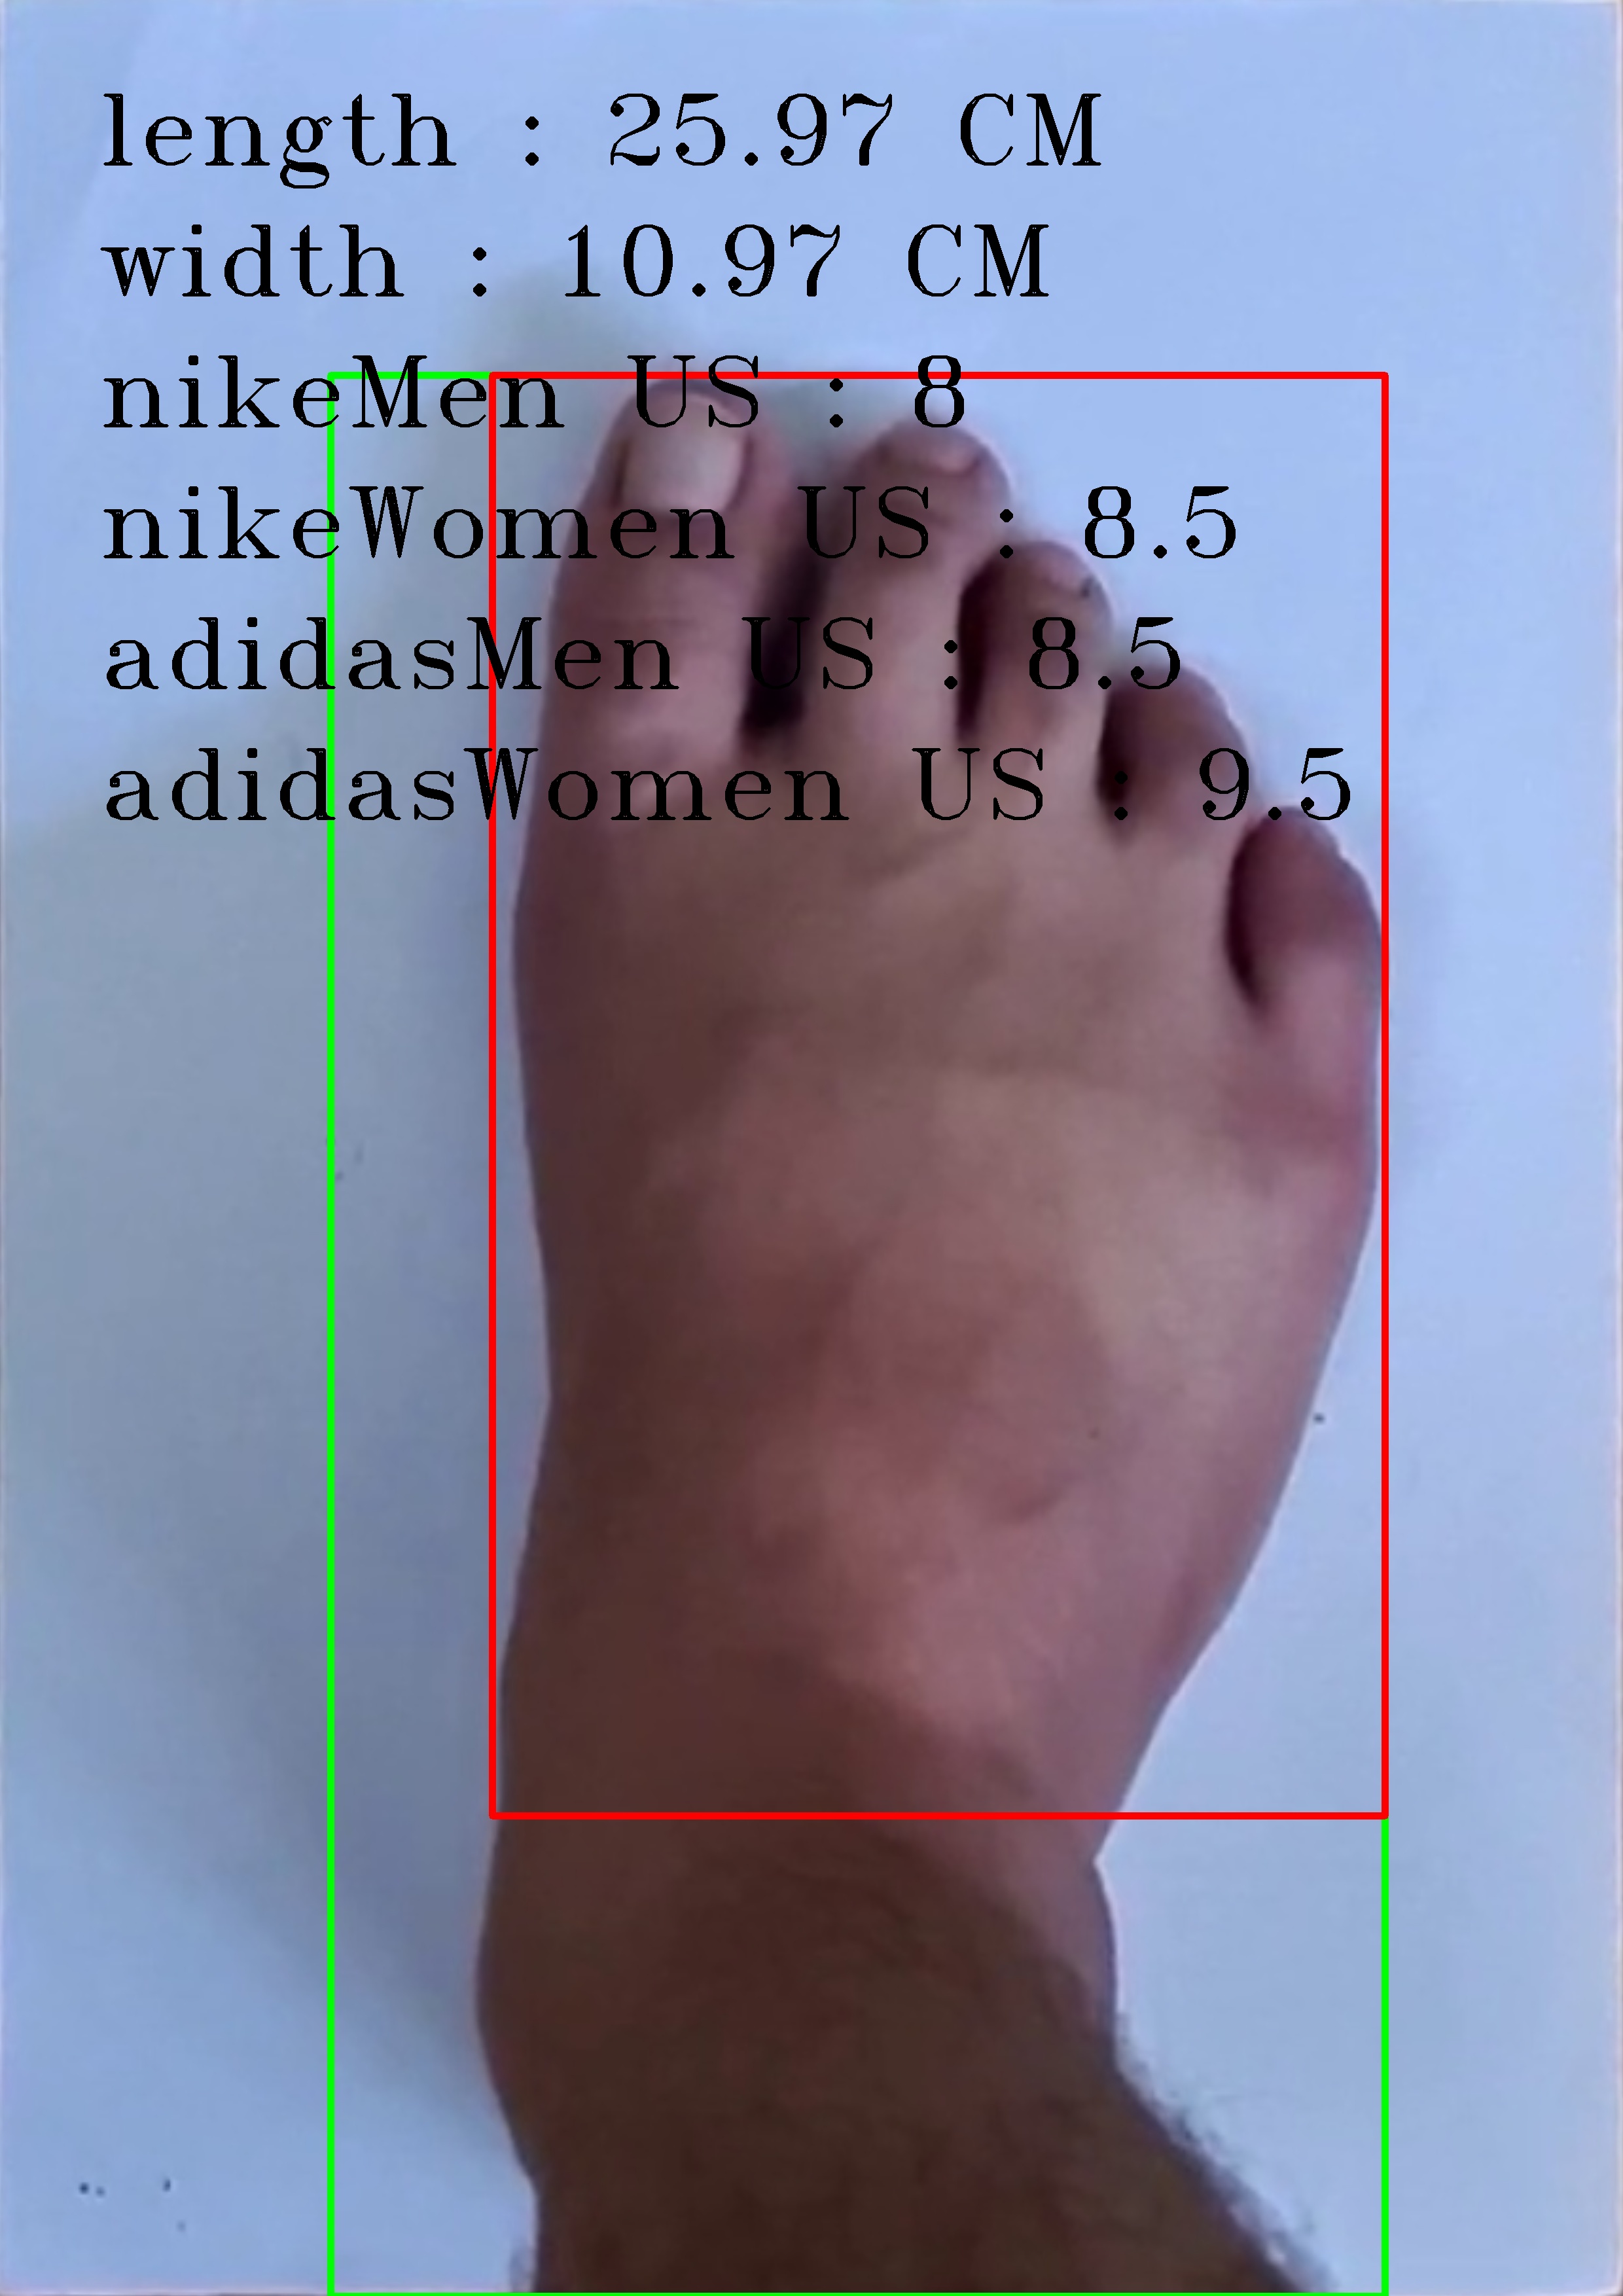 length : 25.97 CM
width : 10.97 CM
nikeMen US : 8
nikeWomen US : 8.5
adidasMen US : 8.5
adidasWomen US : 9.5